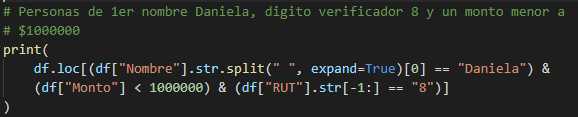 # Personas de 1er nombre Daniela, digito verificador 8 y un monto menor a
# $1000000
print(
    df.loc[(df["Nombre"].str.split(" ", expand=True)[0] == "Daniela") &
    (df["Monto"] < 1000000) & (df["RUT"].str[-1:] == "8")]
)